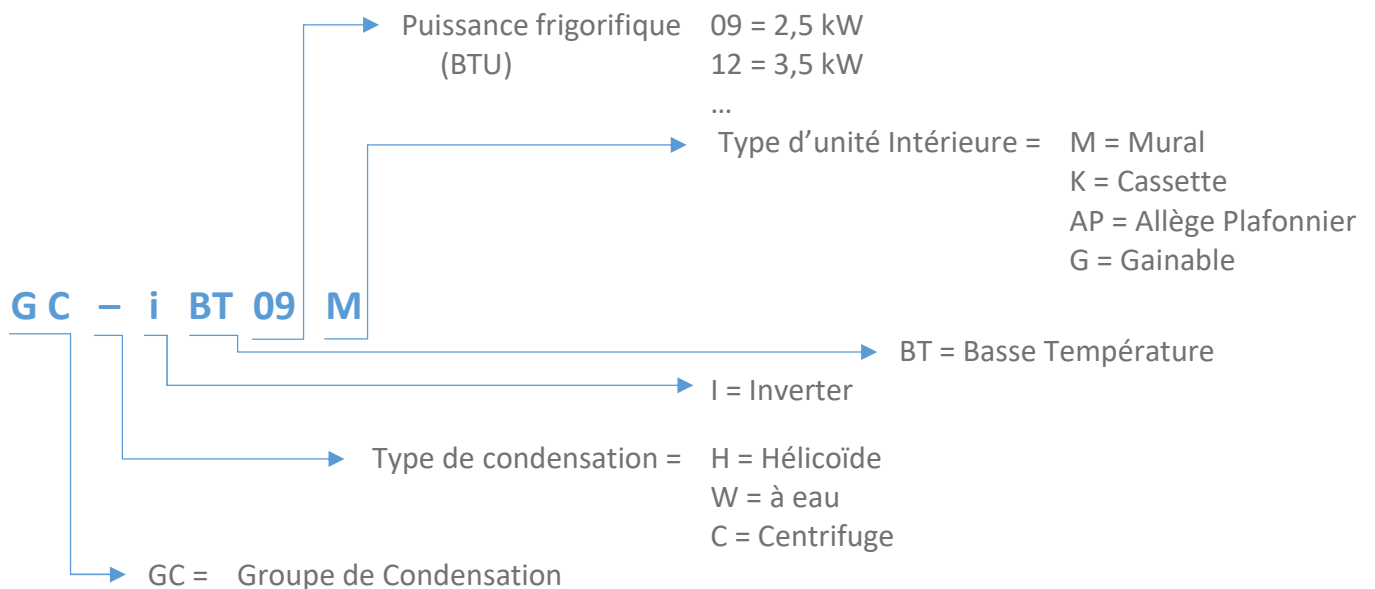 Puissance frigorifique 09 = 2,5 kW
(BTU) 12 = 3,5 kW
...
Type d’unité Intérieure = M = Mural
K = Cassette
AP = Allège Plafonnier
G = Gainable
G C – i BT 09 M
BT = Basse Température
I = Inverter
Type de condensation = H = Hélicoïde
W = à eau
C = Centrifuge
GC = Groupe de Condensation